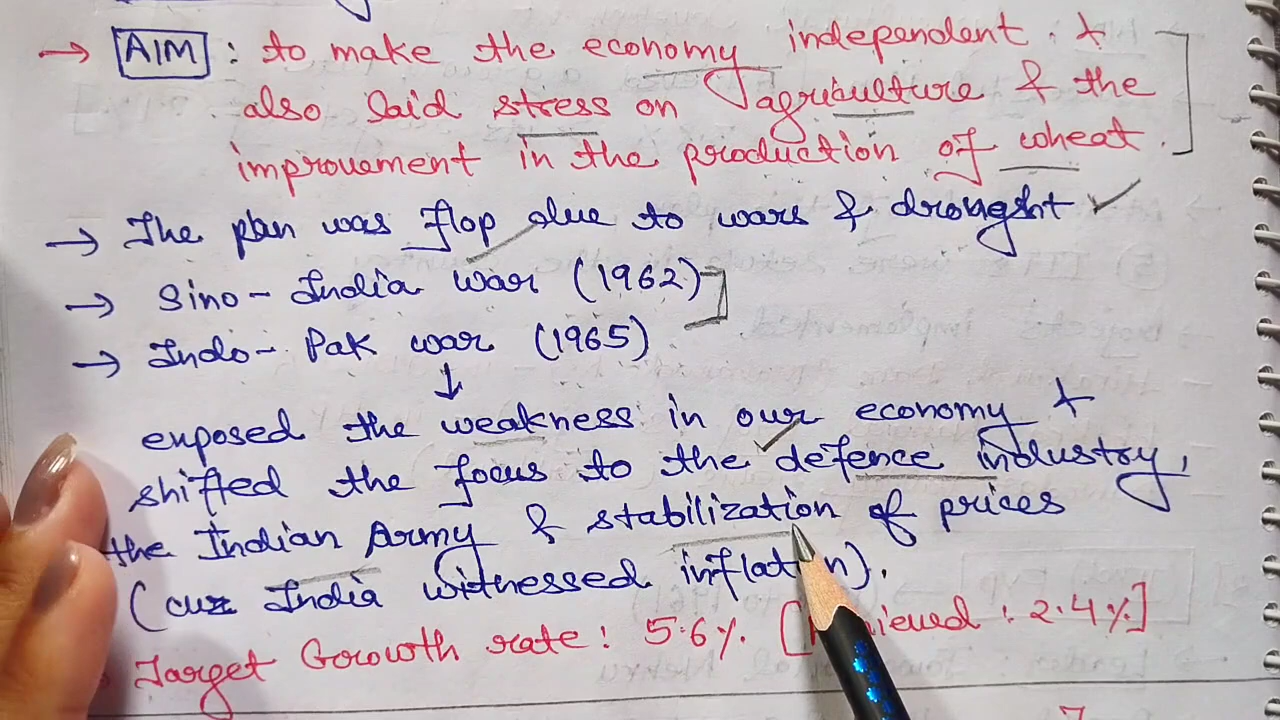 → AIM : to make the economy independent. &
also laid stress on agriculture & the
improvement in the production of wheat.
→ The plan was flop due to wars & drought ✓
→ Sino-India war (1962)
→ Indo-Pak war (1965)
↓
exposed the weakness in our economy &
shifted the focus to the defence industry,
the Indian Army & stabilization of prices
(cuz India witnessed inflation).
Target Growth rate: 5.6%. [Achieved: 2.4%]